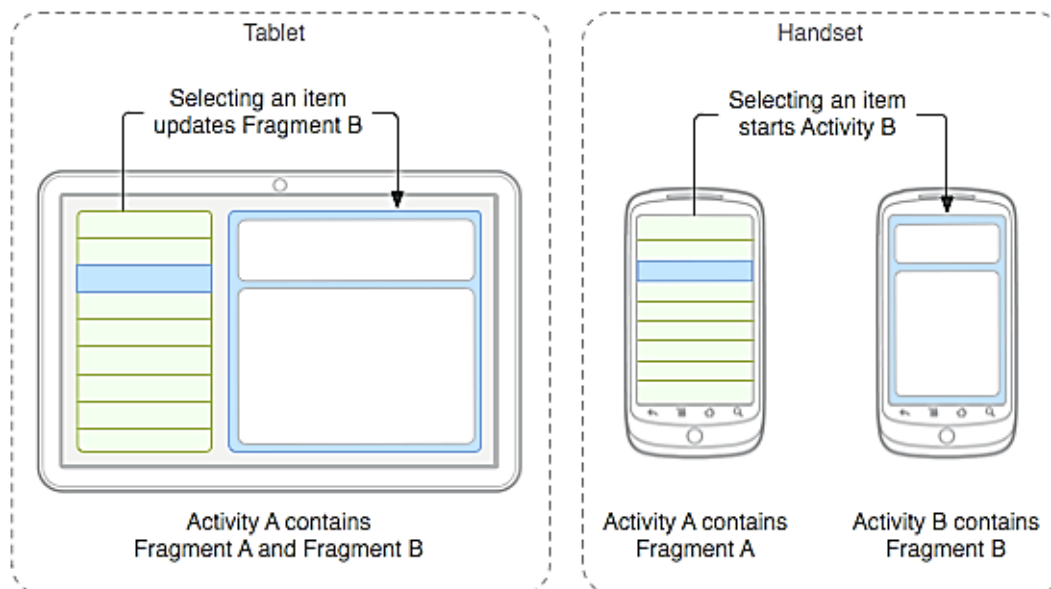 Tablet
Selecting an item
updates Fragment B
Activity A contains
Fragment A and Fragment B
Handset
Selecting an item
starts Activity B
Activity A contains
Fragment A
Activity B contains
Fragment B